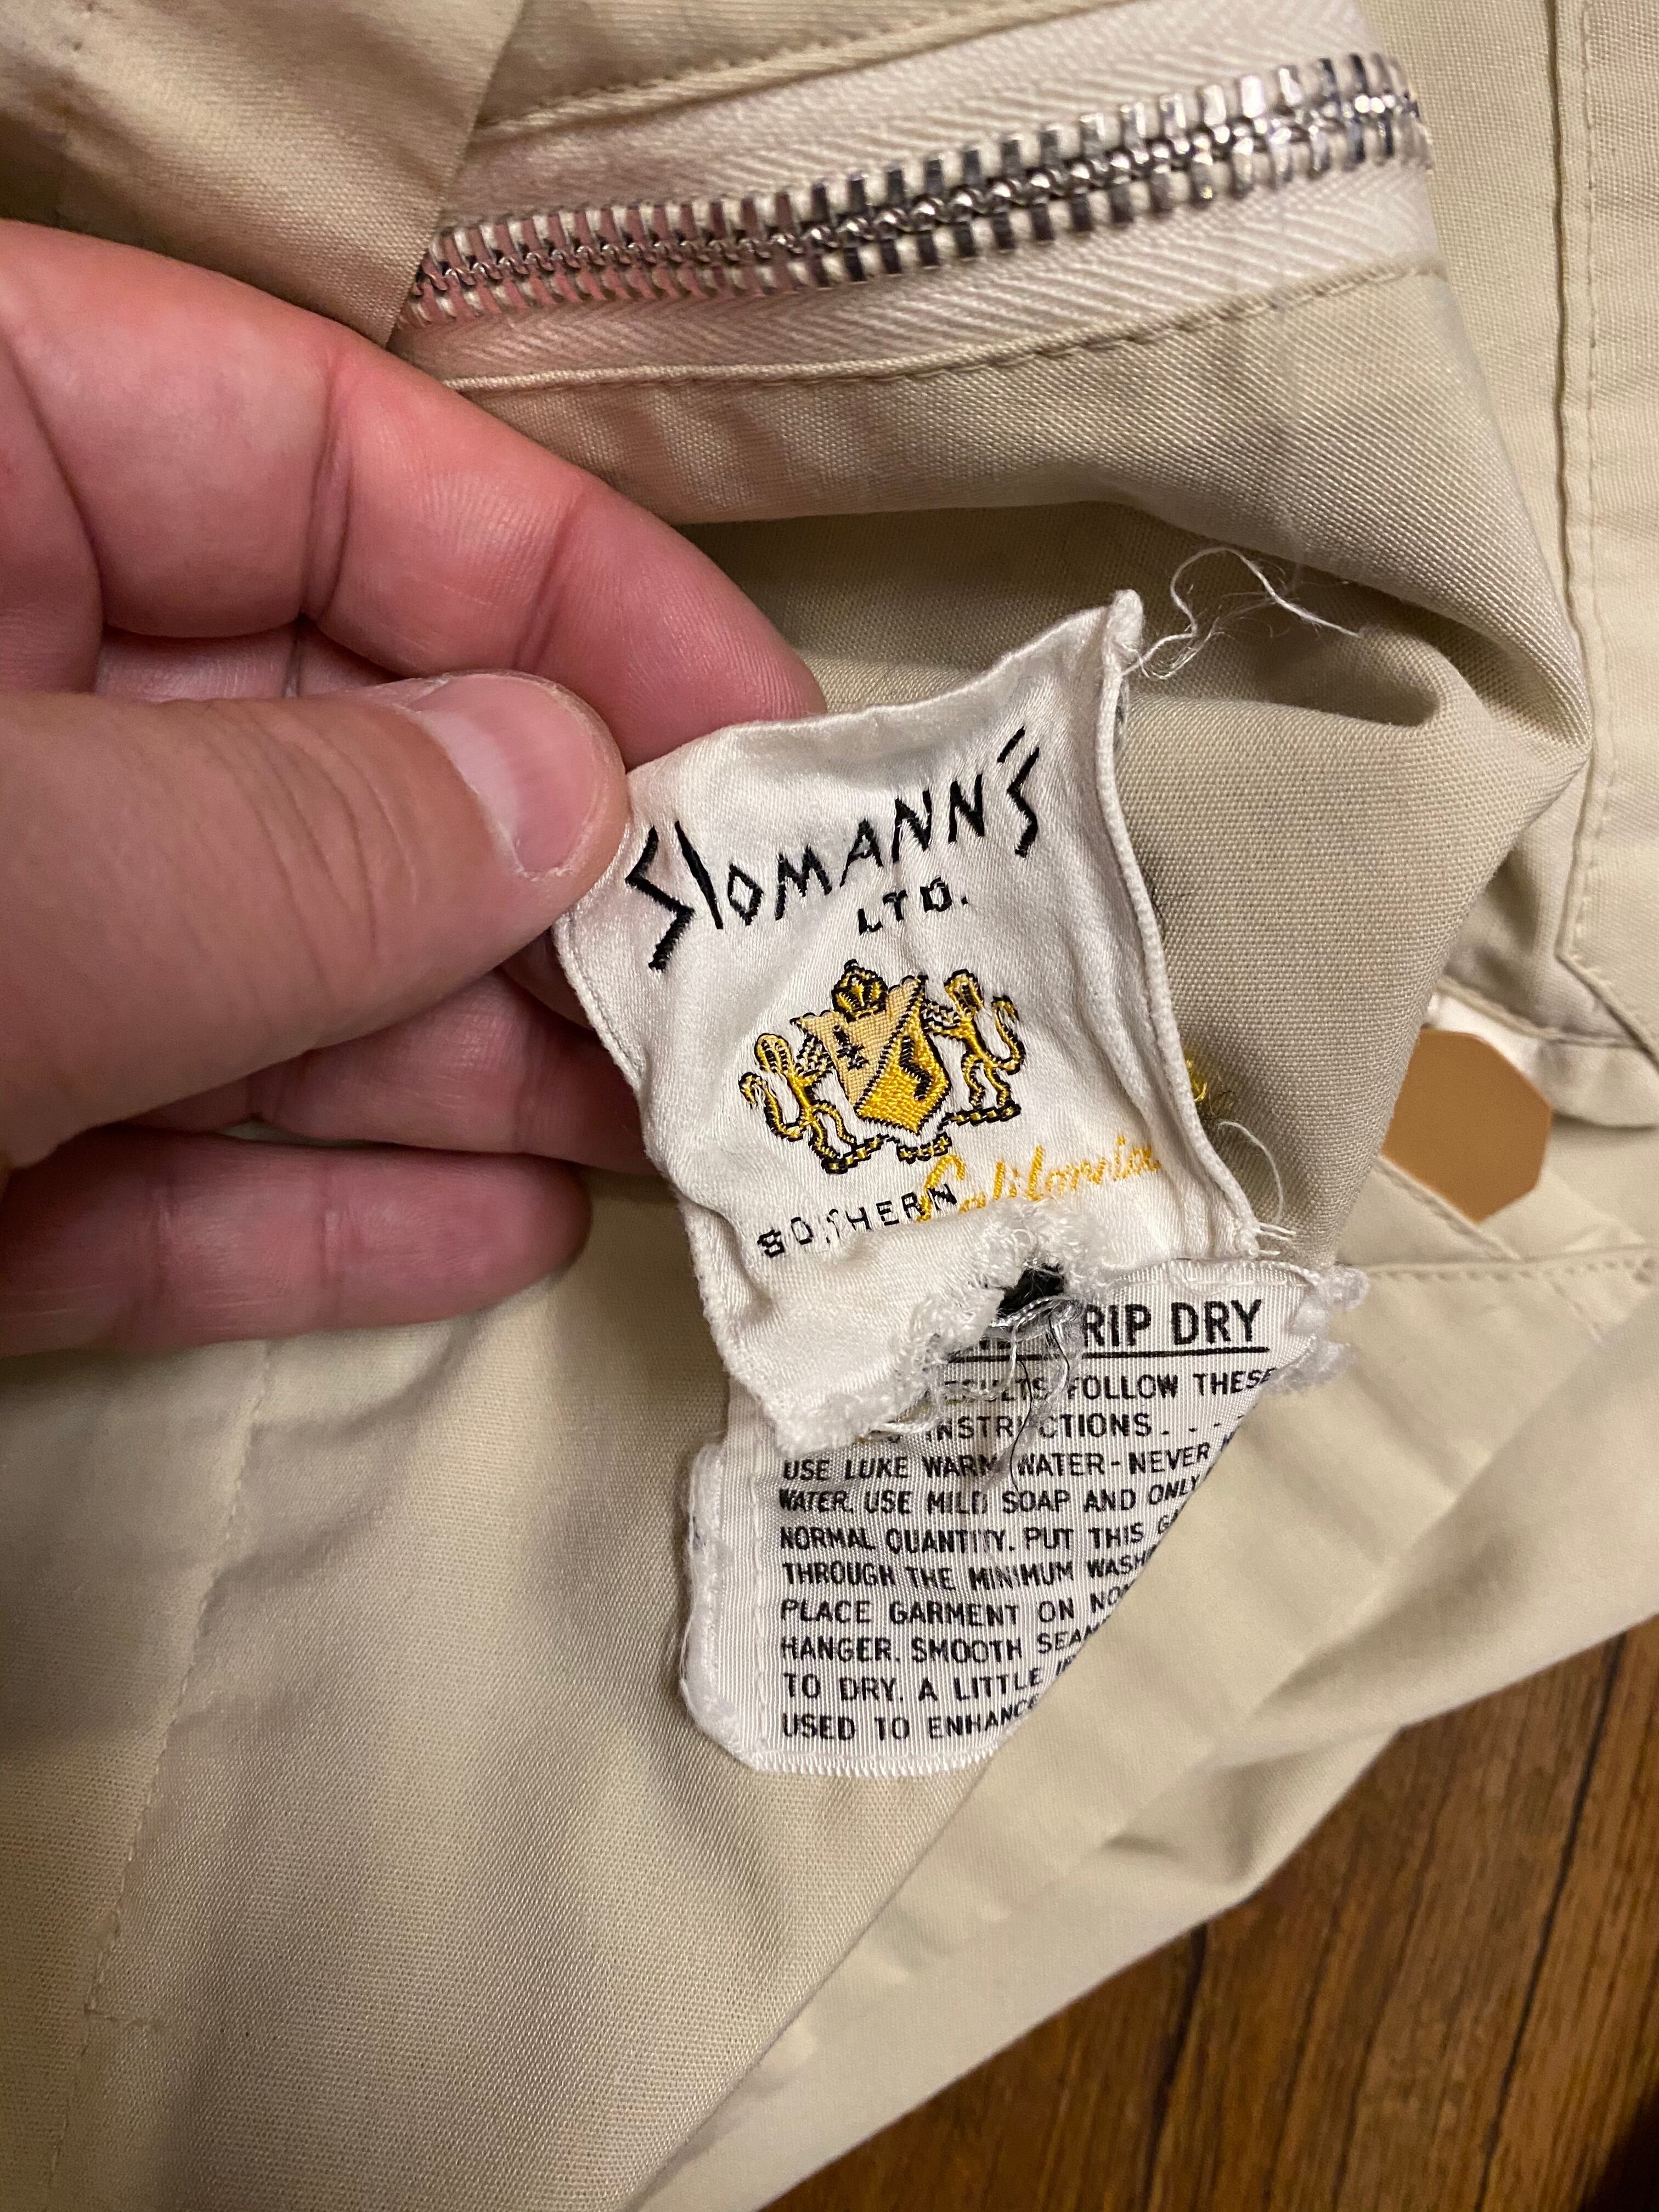 SlOMANN'S
LTD.
SOUTHERN California
RIP DRY
RESULTS FOLLOW THESE
INSTRUCTIONS. - -
USE LUKE WARM WATER-NEVER
WATER. USE MILD SOAP AND ONLY
NORMAL QUANTITY. PUT THIS
THROUGH THE MINIMUM WASH
PLACE GARMENT ON
HANGER. SMOOTH SEAM
TO DRY. A LITTLE
USED TO ENHANCE